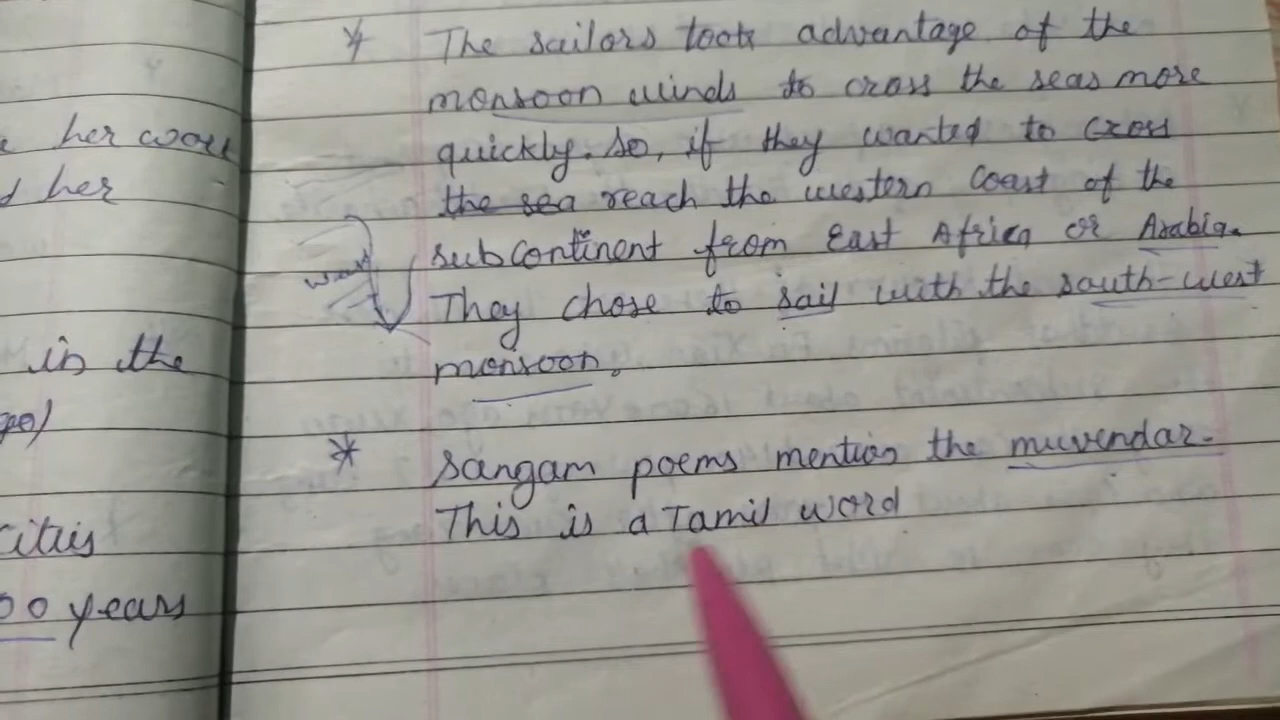 her
d her
in the
cities
00 years
* The sailors took advantage of the
monsoon winds to cross the seas more
quickly. So, if they wanted to cross
the sea reach the western coast of the
subcontinent from East Africa or Arabia.
They chose to sail with the south-west
monsoon.
* Sangam poems mention the muvendar.
This is a Tamil word